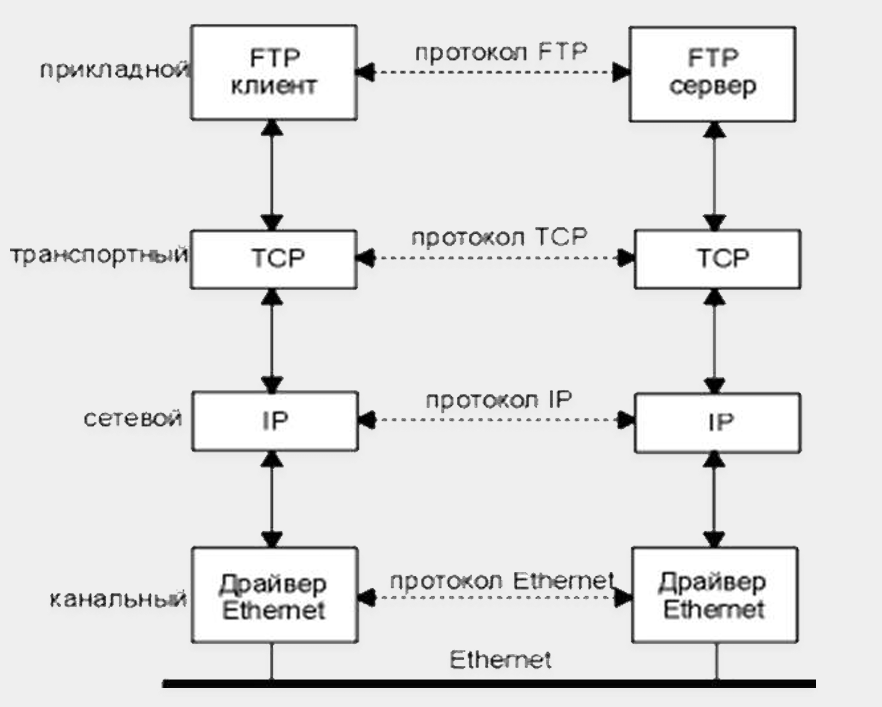 прикладной
FTP
клиент
протокол FTP
FTP
сервер
транспортный
TCP
протокол TCP
TCP
сетевой
IP
протокол IP
IP
канальный
Драйвер
Ethernet
протокол Ethernet
Драйвер
Ethernet
Ethernet